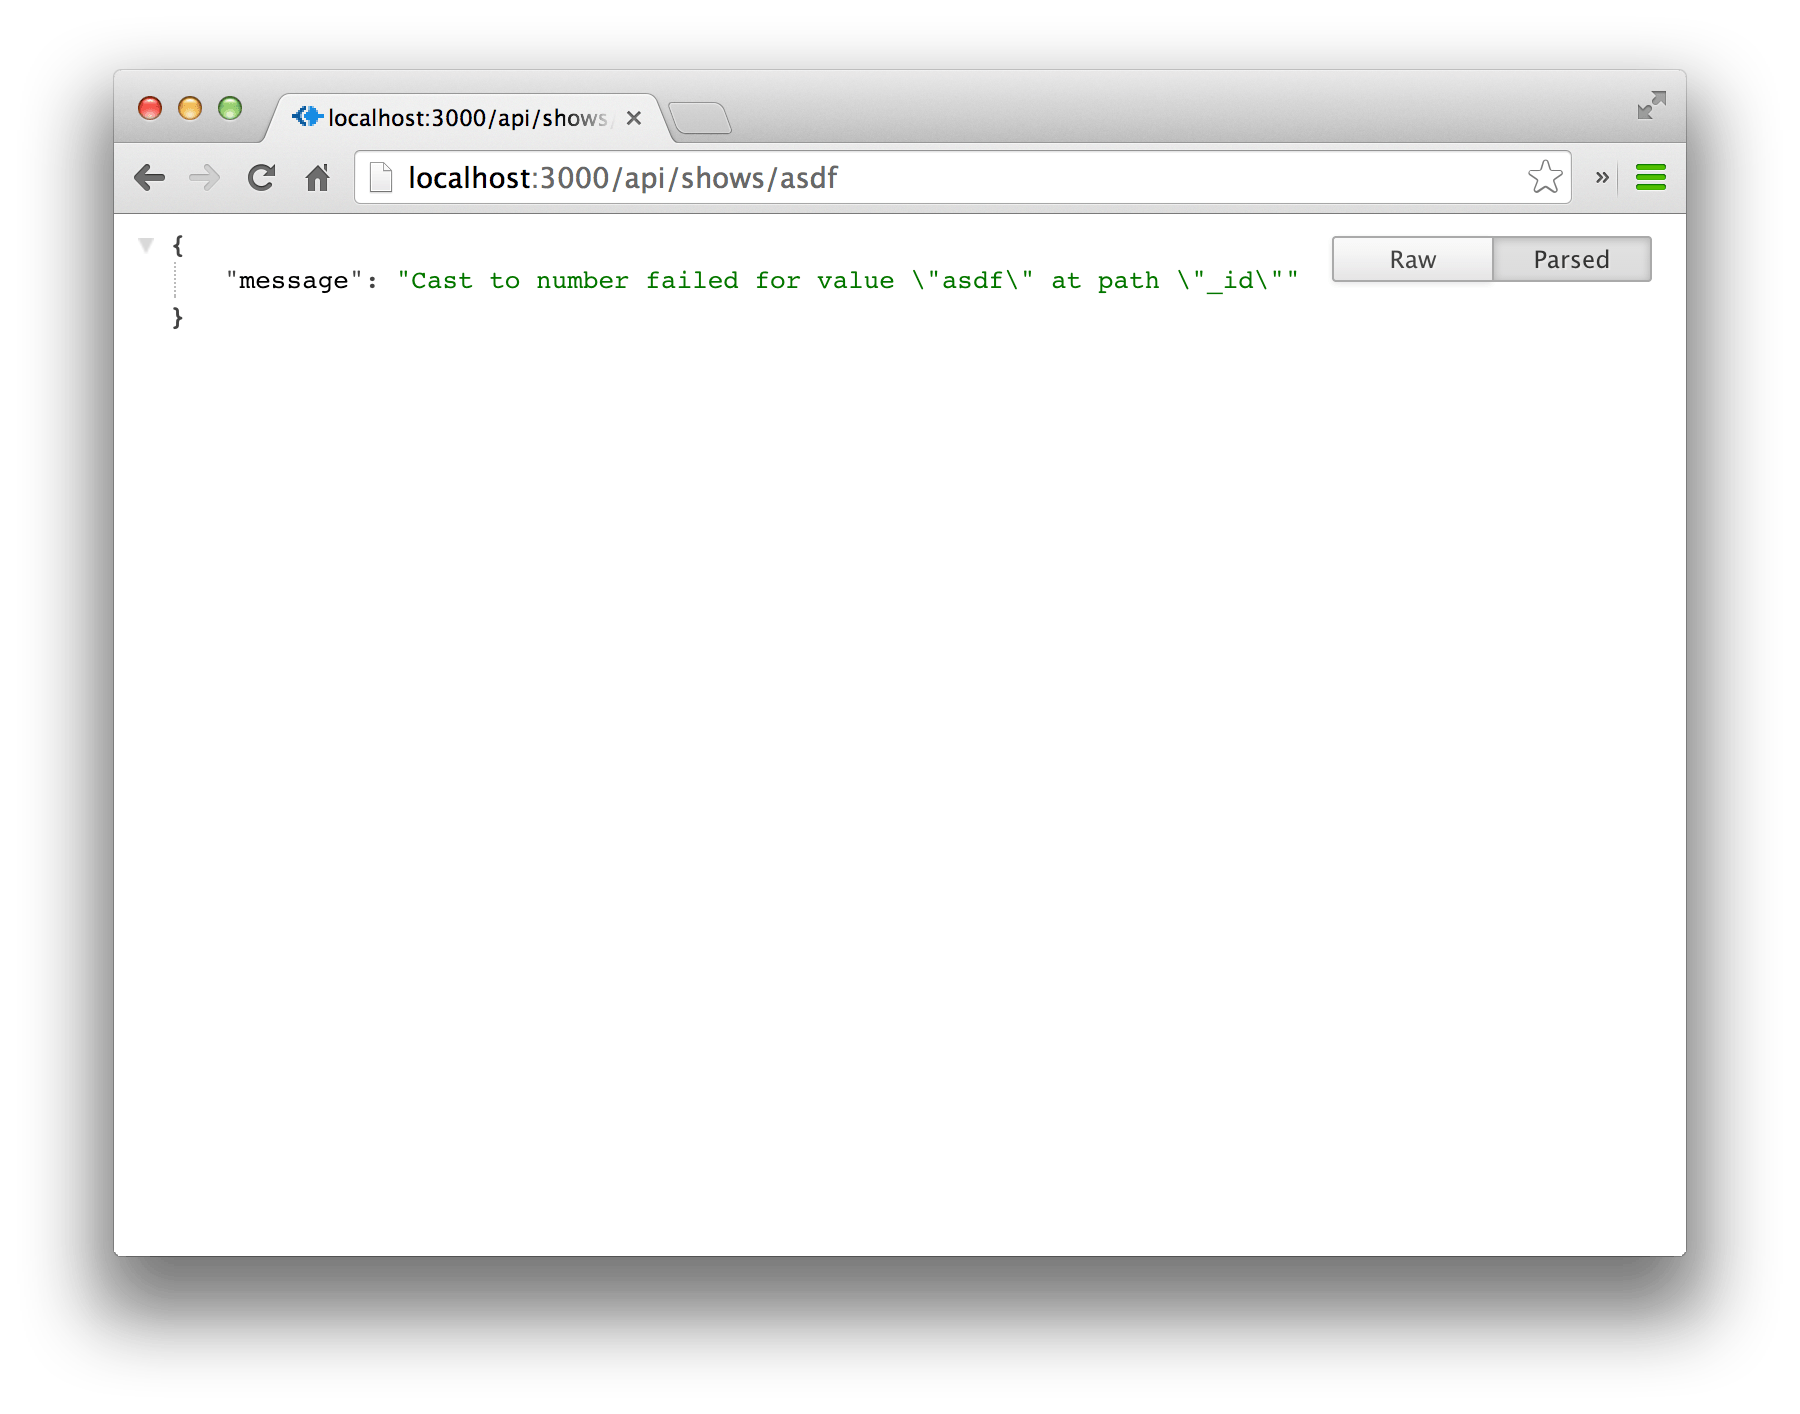 localhost:3000/api/shows/
localhost:3000/api/shows/asdf
{
Raw Parsed
"message": "Cast to number failed for value \"asdf\" at path \"_id\""
}